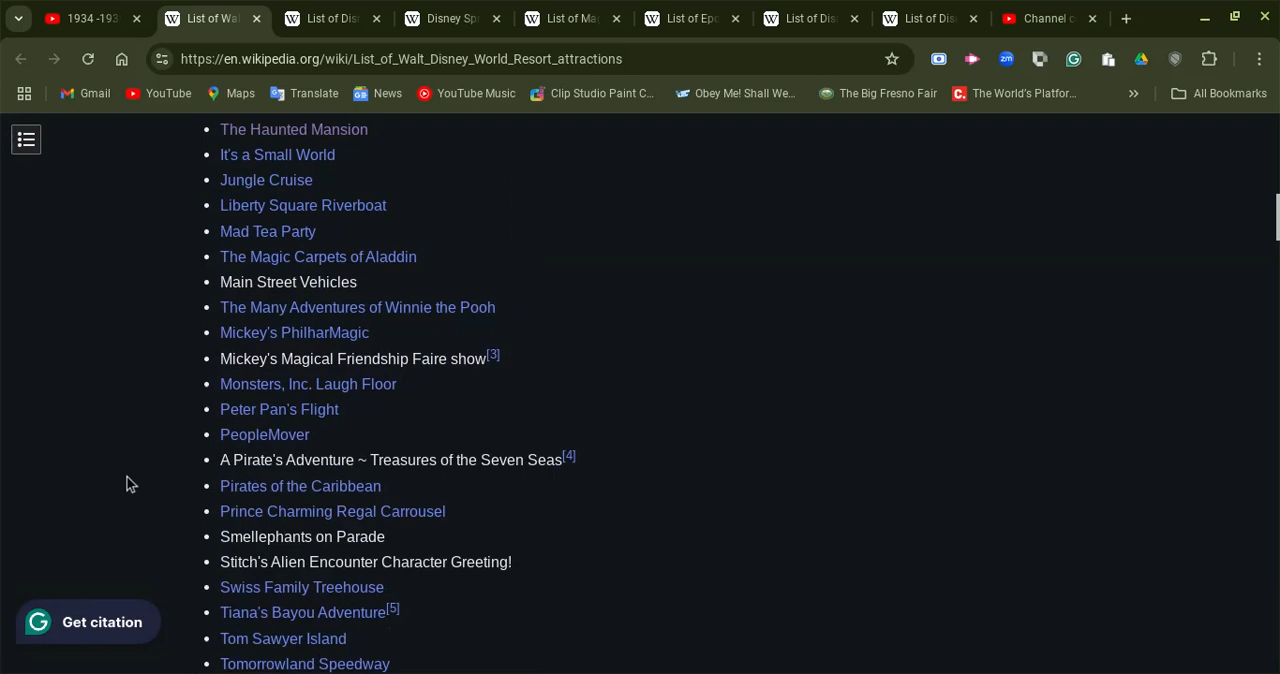 1934 -193
List of Wal
List of Disn
Disney Spr
List of Mag
List of Epc
List of Disn
List of Disn
Channel c
https://en.wikipedia.org/wiki/List_of_Walt_Disney_World_Resort_attractions
Gmail YouTube Maps Translate News YouTube Music Clip Studio Paint C... Obey Me! Shall We... The Big Fresno Fair The World's Platfor... All Bookmarks
The Haunted Mansion
It's a Small World
Jungle Cruise
Liberty Square Riverboat
Mad Tea Party
The Magic Carpets of Aladdin
Main Street Vehicles
The Many Adventures of Winnie the Pooh
Mickey's PhilharMagic
Mickey's Magical Friendship Faire show[3]
Monsters, Inc. Laugh Floor
Peter Pan's Flight
PeopleMover
A Pirate's Adventure ~ Treasures of the Seven Seas[4]
Pirates of the Caribbean
Prince Charming Regal Carrousel
Smellephants on Parade
Stitch's Alien Encounter Character Greeting!
Swiss Family Treehouse
Get citation
Tiana's Bayou Adventure[5]
Tom Sawyer Island
Tomorrowland Speedway